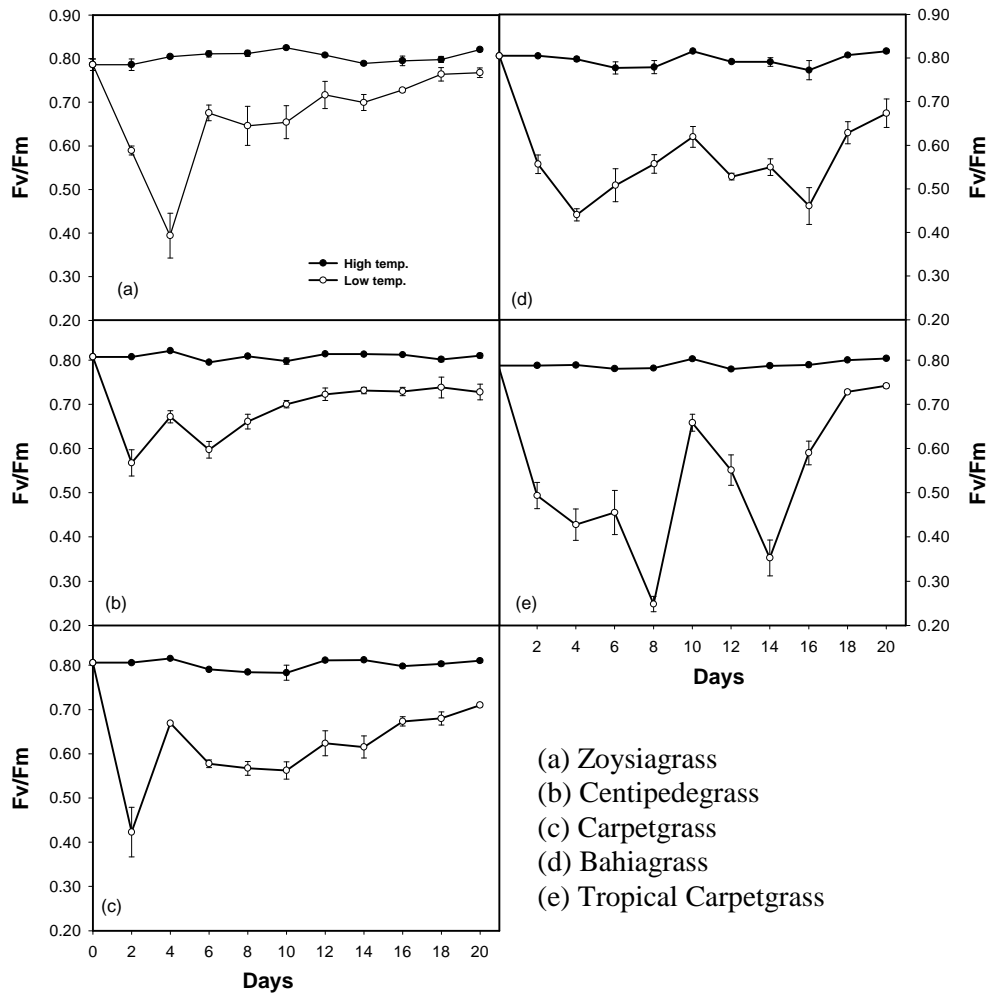 0.90
0.80
0.70
0.60
0.50
0.40
0.30
0.20
Fv/Fm
(a)
High temp.
Low temp.
0.90
0.80
0.70
0.60
0.50
0.40
0.30
0.20
Fv/Fm
(d)
0.80
0.70
0.60
0.50
0.40
0.30
0.20
Fv/Fm
(b)
0.80
0.70
0.60
0.50
0.40
0.30
0.20
Fv/Fm
(e)
2 4 6 8 10 12 14 16 18 20
Days
0.80
0.70
0.60
0.50
0.40
0.30
0.20
Fv/Fm
(c)
0 2 4 6 8 10 12 14 16 18 20
Days
(a) Zoysiagrass
(b) Centipedegrass
(c) Carpetgrass
(d) Bahiagrass
(e) Tropical Carpetgrass